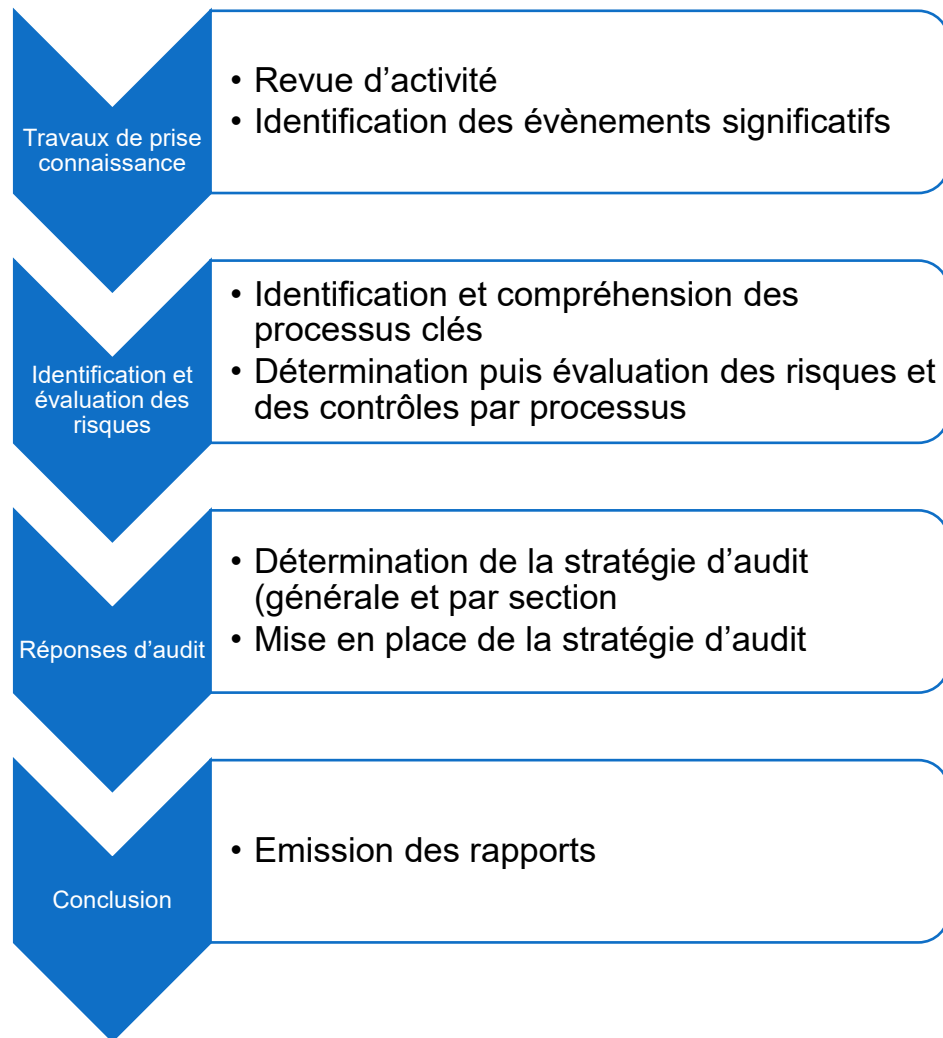 Travaux de prise
connaissance
• Revue d’activité
• Identification des évènements significatifs
Identification et
évaluation des
risques
• Identification et compréhension des
processus clés
• Détermination puis évaluation des risques et
des contrôles par processus
Réponses d’audit
• Détermination de la stratégie d’audit
(générale et par section
• Mise en place de la stratégie d’audit
Conclusion
• Emission des rapports